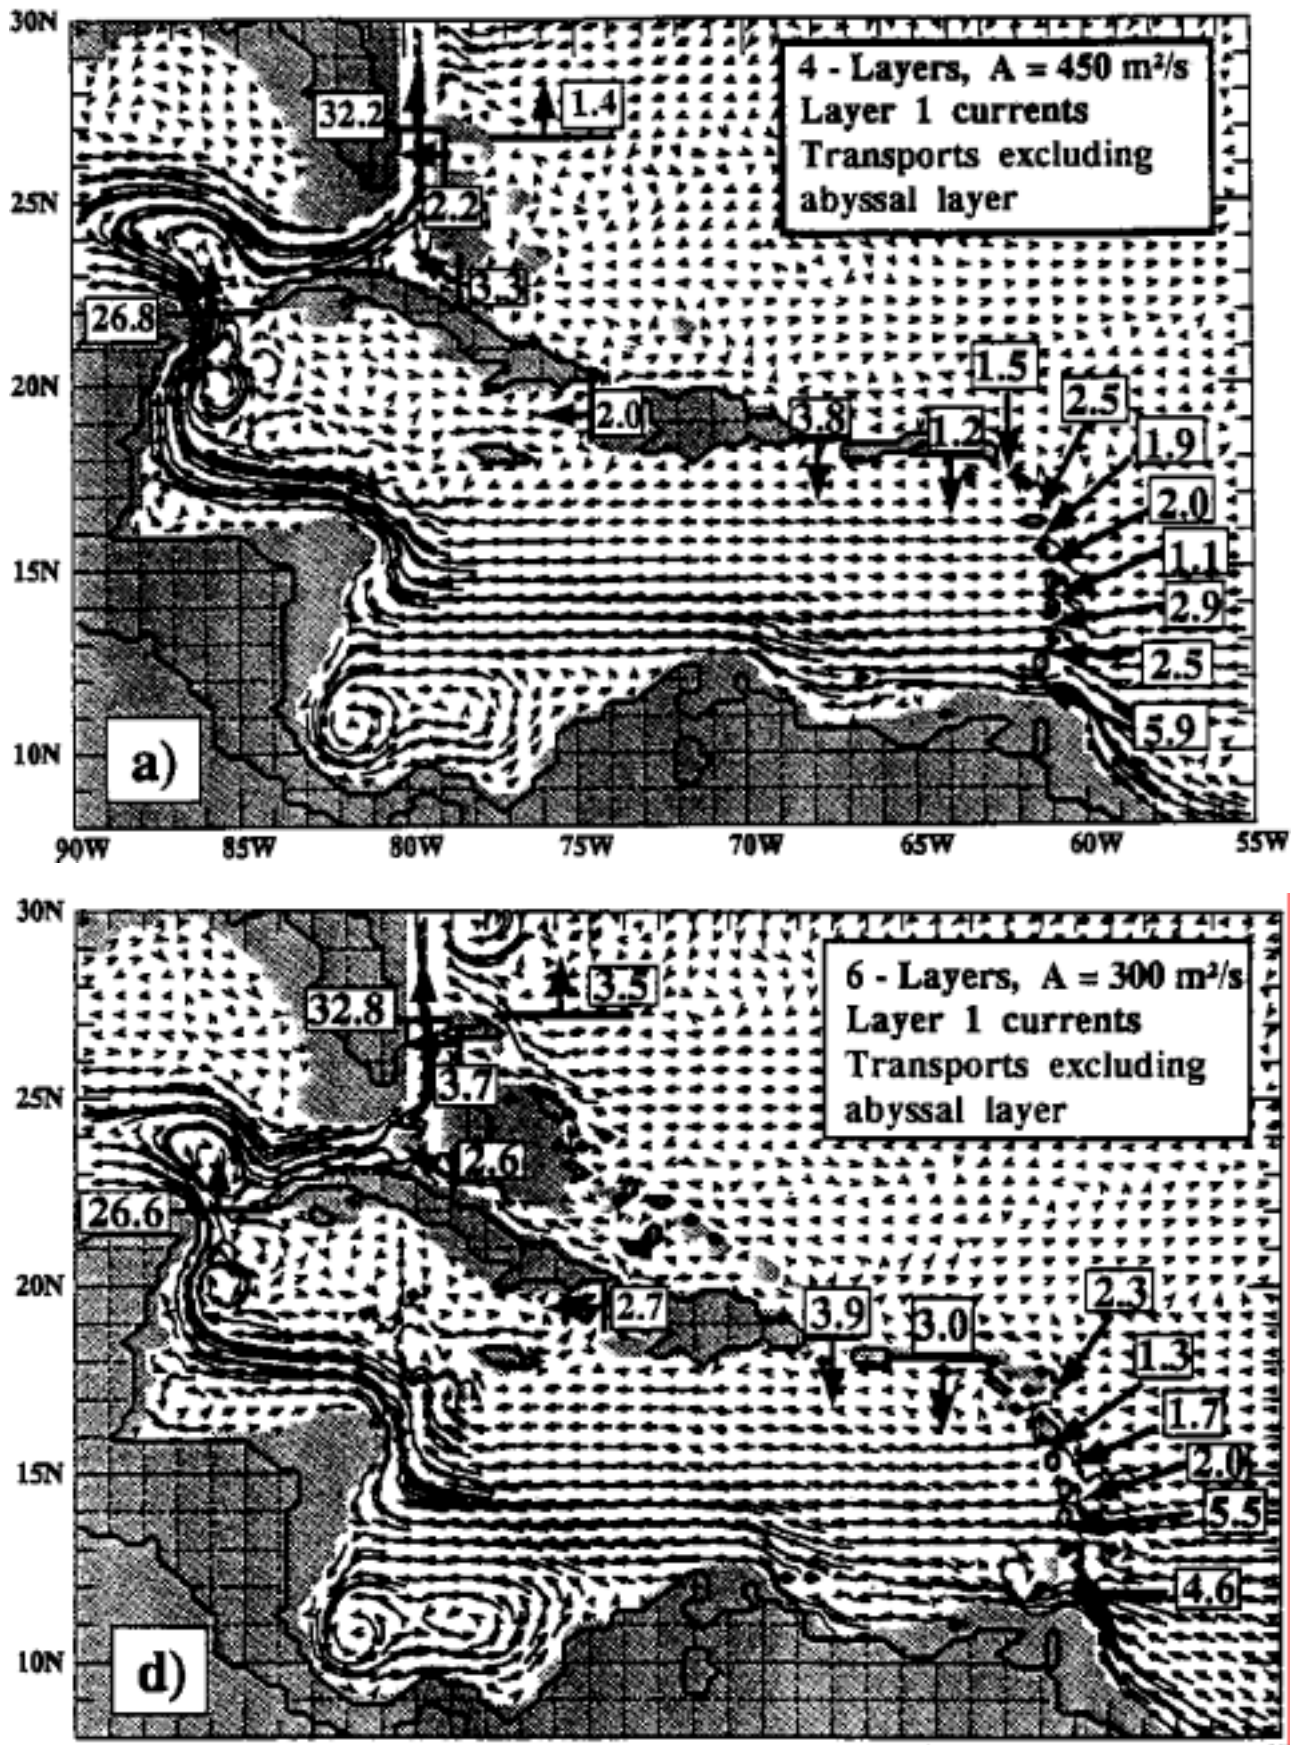 30N
4 - Layers, A = 450 m²/s
Layer 1 currents
Transports excluding
abyssal layer
1.4
32.2
25N
2.2
3.3
26.8
1.5
20N
2.5
2.0
3.8
1.2
1.9
2.0
1.1
15N
2.9
2.5
5.9
10N
a)
90W 85W 80W 75W 70W 65W 60W 55W
30N
6 - Layers, A = 300 m²/s
Layer 1 currents
Transports excluding
abyssal layer
3.5
32.8
3.7
25N
2.6
26.6
20N
2.3
2.7
3.9
3.0
1.3
1.7
2.0
15N
5.5
4.6
10N
d)